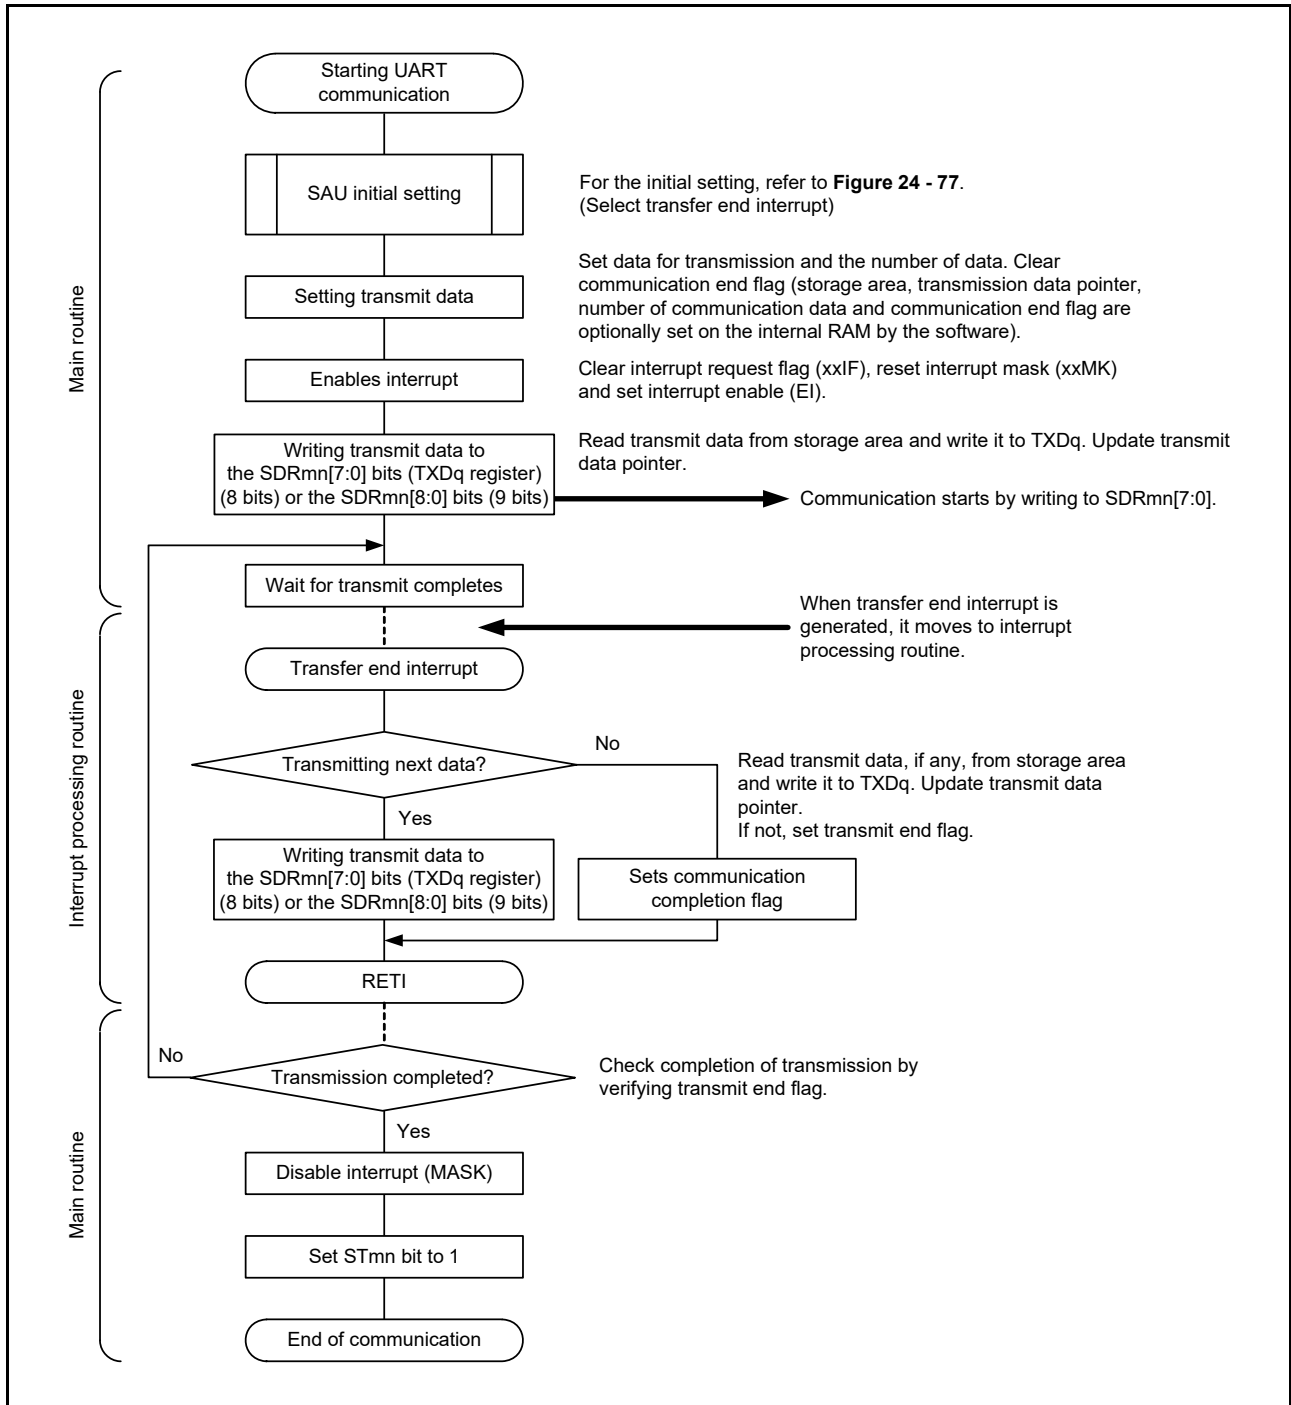 Starting UART
communication
SAU initial setting
For the initial setting, refer to Figure 24 - 77.
(Select transfer end interrupt)
Setting transmit data
Set data for transmission and the number of data. Clear
communication end flag (storage area, transmission data pointer,
number of communication data and communication end flag are
optionally set on the internal RAM by the software).
Main routine
Enables interrupt
Clear interrupt request flag (xxIF), reset interrupt mask (xxMK)
and set interrupt enable (EI).
Writing transmit data to
the SDRmn[7:0] bits (TXDq register)
(8 bits) or the SDRmn[8:0] bits (9 bits)
Read transmit data from storage area and write it to TXDq. Update transmit
data pointer.
Communication starts by writing to SDRmn[7:0].
Wait for transmit completes
When transfer end interrupt is
generated, it moves to interrupt
processing routine.
Transfer end interrupt
Interrupt processing routine
Transmitting next data?
No
Yes
Read transmit data, if any, from storage area
and write it to TXDq. Update transmit data
pointer.
If not, set transmit end flag.
Writing transmit data to
the SDRmn[7:0] bits (TXDq register)
(8 bits) or the SDRmn[8:0] bits (9 bits)
Sets communication
completion flag
RETI
No
Transmission completed?
Check completion of transmission by
verifying transmit end flag.
Yes
Main routine
Disable interrupt (MASK)
Set STmn bit to 1
End of communication